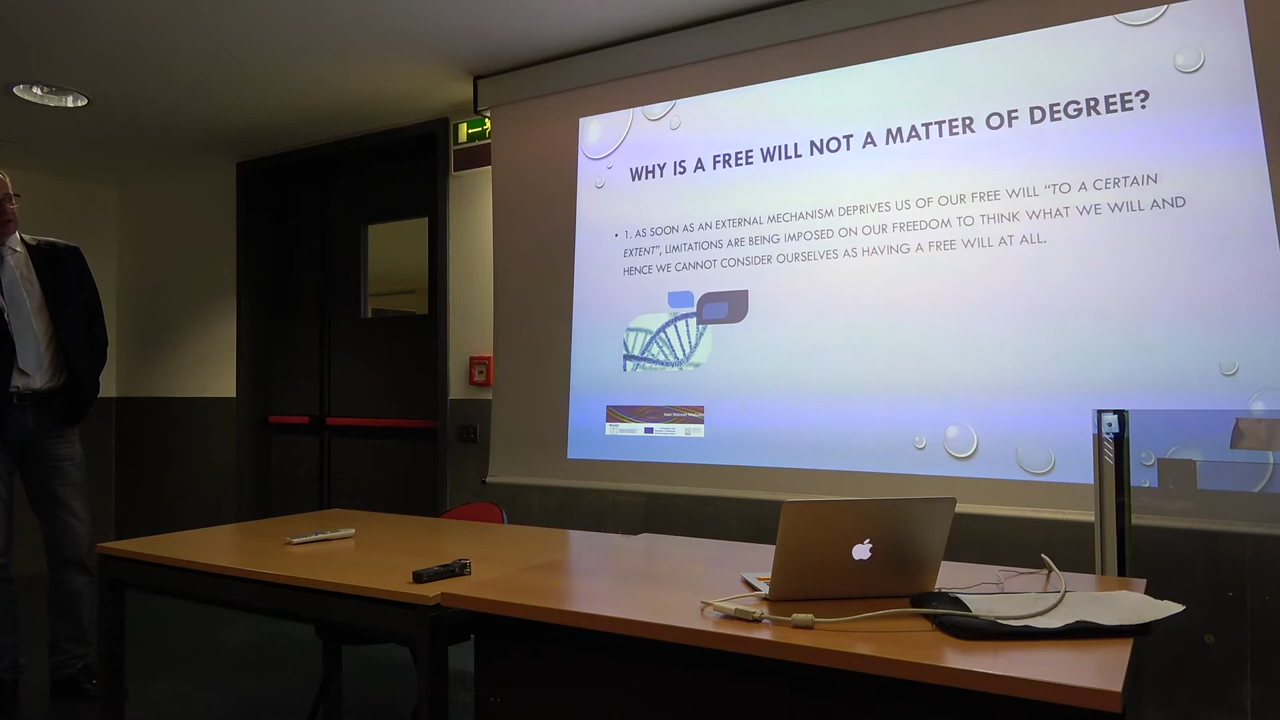 WHY IS A FREE WILL NOT A MATTER OF DEGREE?
• 1. AS SOON AS AN EXTERNAL MECHANISM DEPRIVES US OF OUR FREE WILL “TO A CERTAIN
EXTENT”, LIMITATIONS ARE BEING IMPOSED ON OUR FREEDOM TO THINK WHAT WE WILL AND
HENCE WE CANNOT CONSIDER OURSELVES AS HAVING A FREE WILL AT ALL.